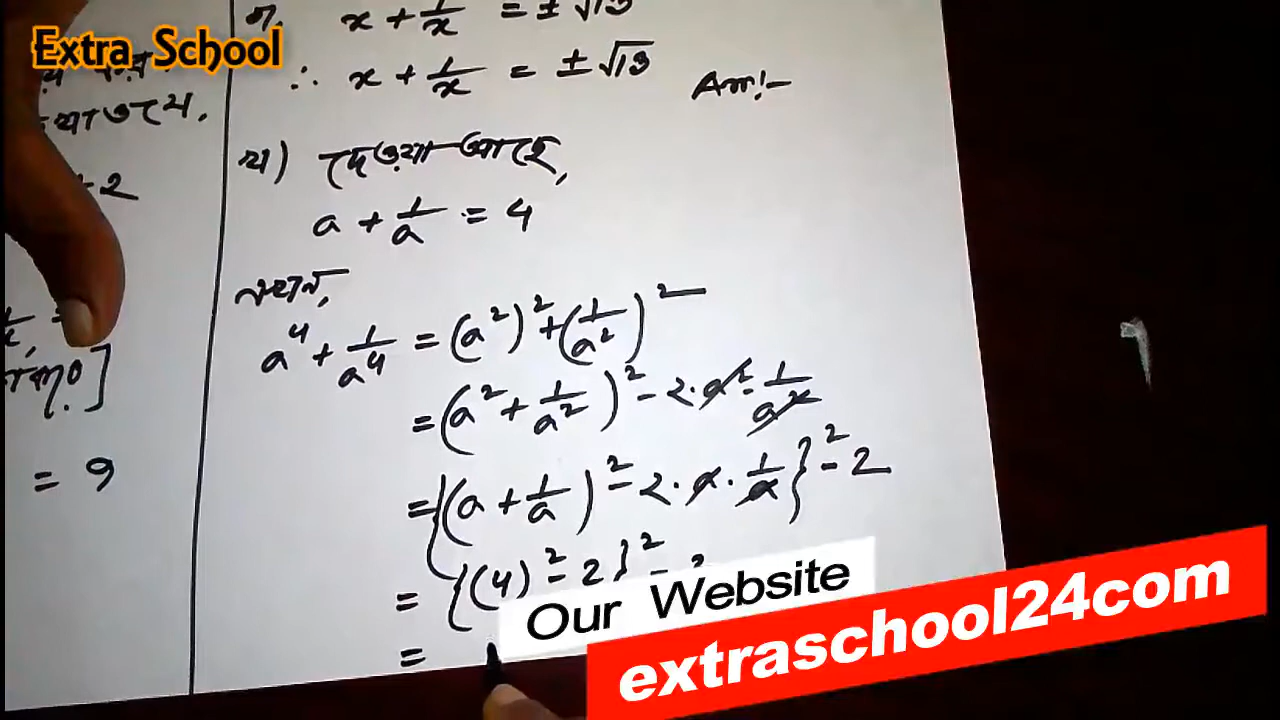 Extra School
x + 1/x = ± √13
∴ x + 1/x = ± √13
Ans:-
+ 2
= 9
ঘ) দেওয়া আছে,
a + 1/a = 4
এখান,
a⁴ + 1/a⁴ = (a²)² + (1/a²)²
= (a² + 1/a²)² - 2. a². 1/a²
= {(a + 1/a)² - 2. a. 1/a}² - 2
= {(4)² - 2}² -
=
Our Website
extraschool24com